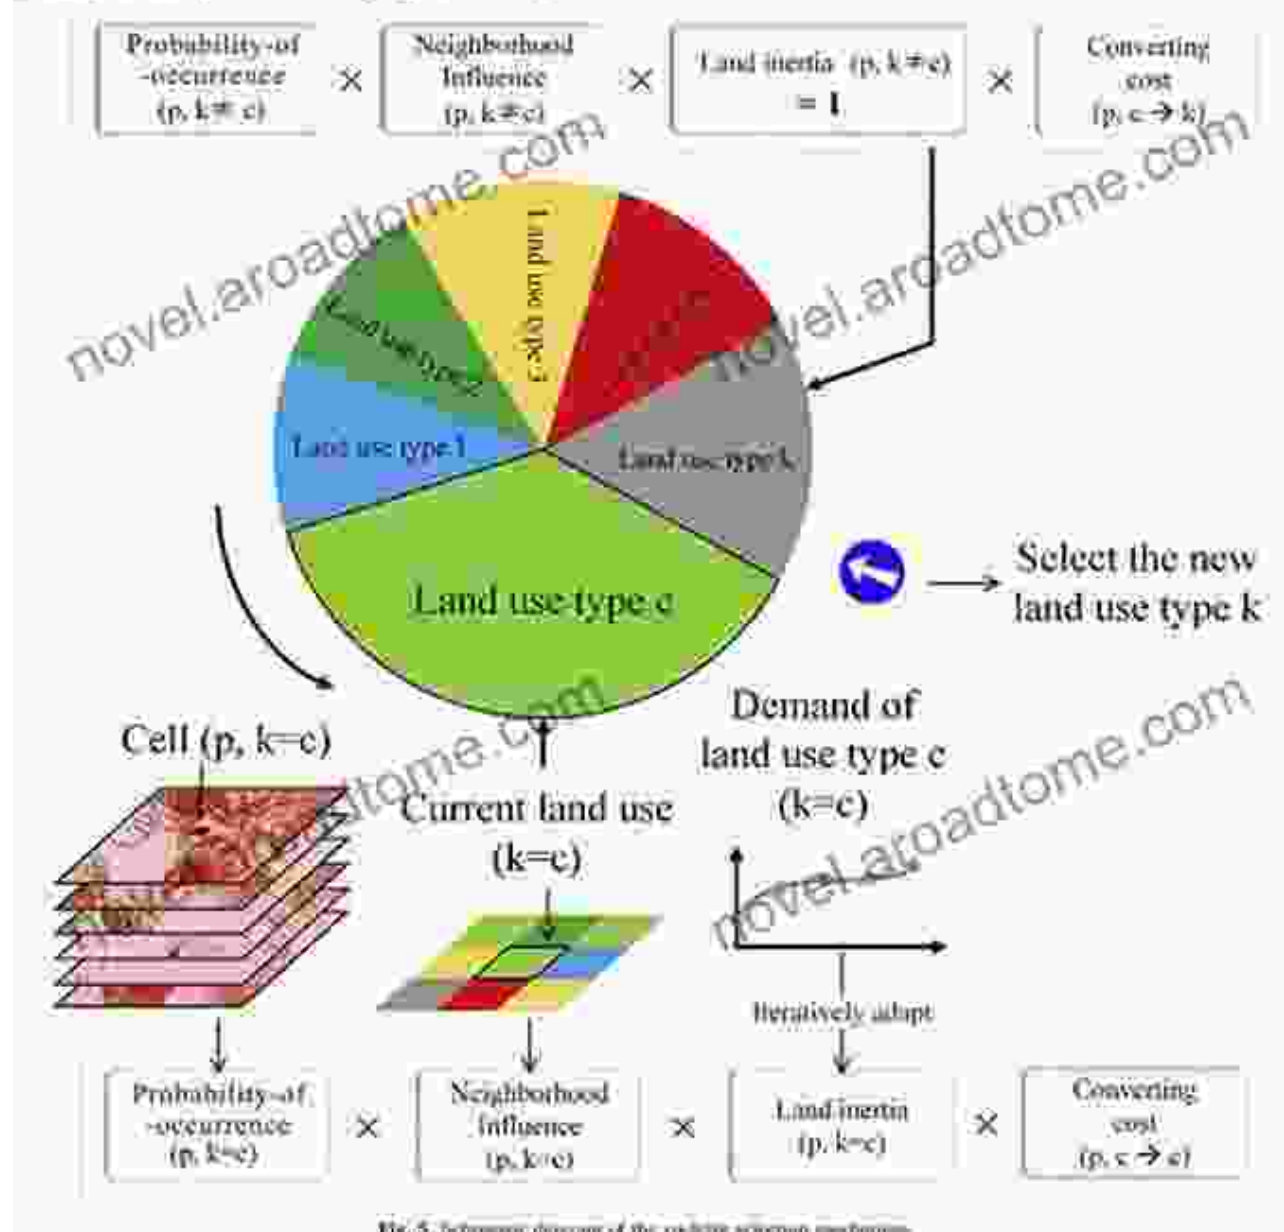 Probability-of
-occurrence
(p, k≠ c)
×
Neighborhood
Influence
(p, k≠c)
×
Land inertia (p, k≠c)
= 1
×
Converting
cost
(p, c → k)
novel.aroadtome.com
novel.aroadtome.com
Land use type 3
Land use type 2
Land use type 1
Land use type k
Land use type c
Select the new
land use type k
Cell (p, k=c)
Current land use
(k=c)
Demand of
land use type c
(k=c)
novel.aroadtome.com
Iteratively adapt
Probability-of
-occurrence
(p, k=c)
×
Neighborhood
Influence
(p, k=c)
×
Land inertia
(p, k=c)
×
Converting
cost
(p, c → c)